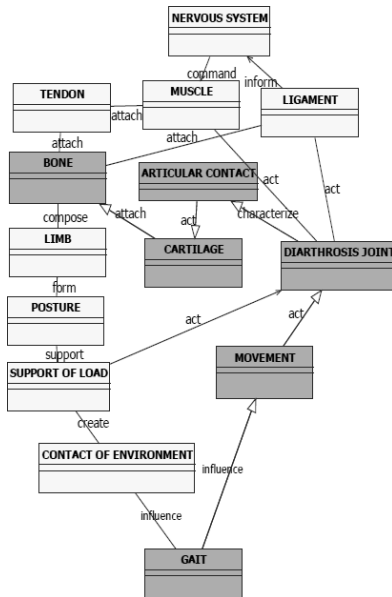 NERVOUS SYSTEM
command
inform
TENDON
MUSCLE
LIGAMENT
attach
attach
attach
BONE
ARTICULAR CONTACT
act
act
compose
attach
act
characterize
LIMB
CARTILAGE
DIARTHROSIS JOINT
form
POSTURE
act
act
support
SUPPORT OF LOAD
MOVEMENT
create
CONTACT OF ENVIRONMENT
influence
influence
GAIT